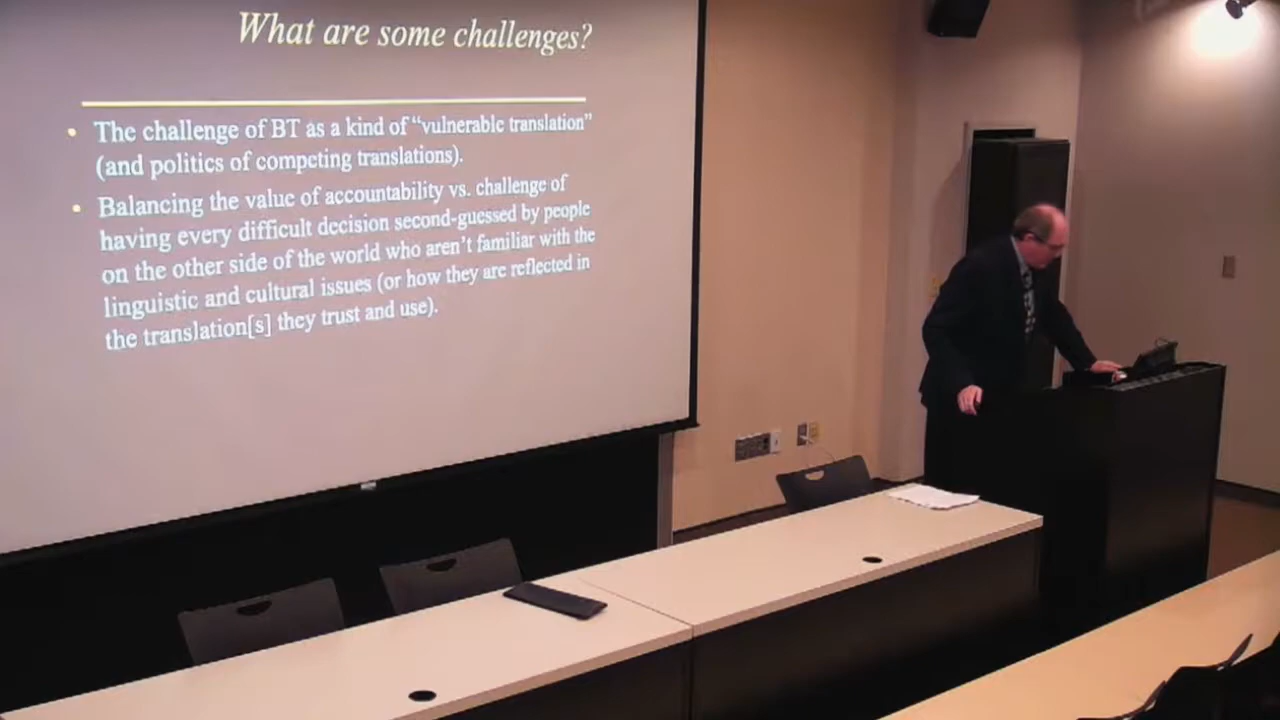 What are some challenges?
• The challenge of BT as a kind of “vulnerable translation”
(and politics of competing translations).
• Balancing the value of accountability vs. challenge of
having every difficult decision second-guessed by people
on the other side of the world who aren’t familiar with the
linguistic and cultural issues (or how they are reflected in
the translation[s] they trust and use).